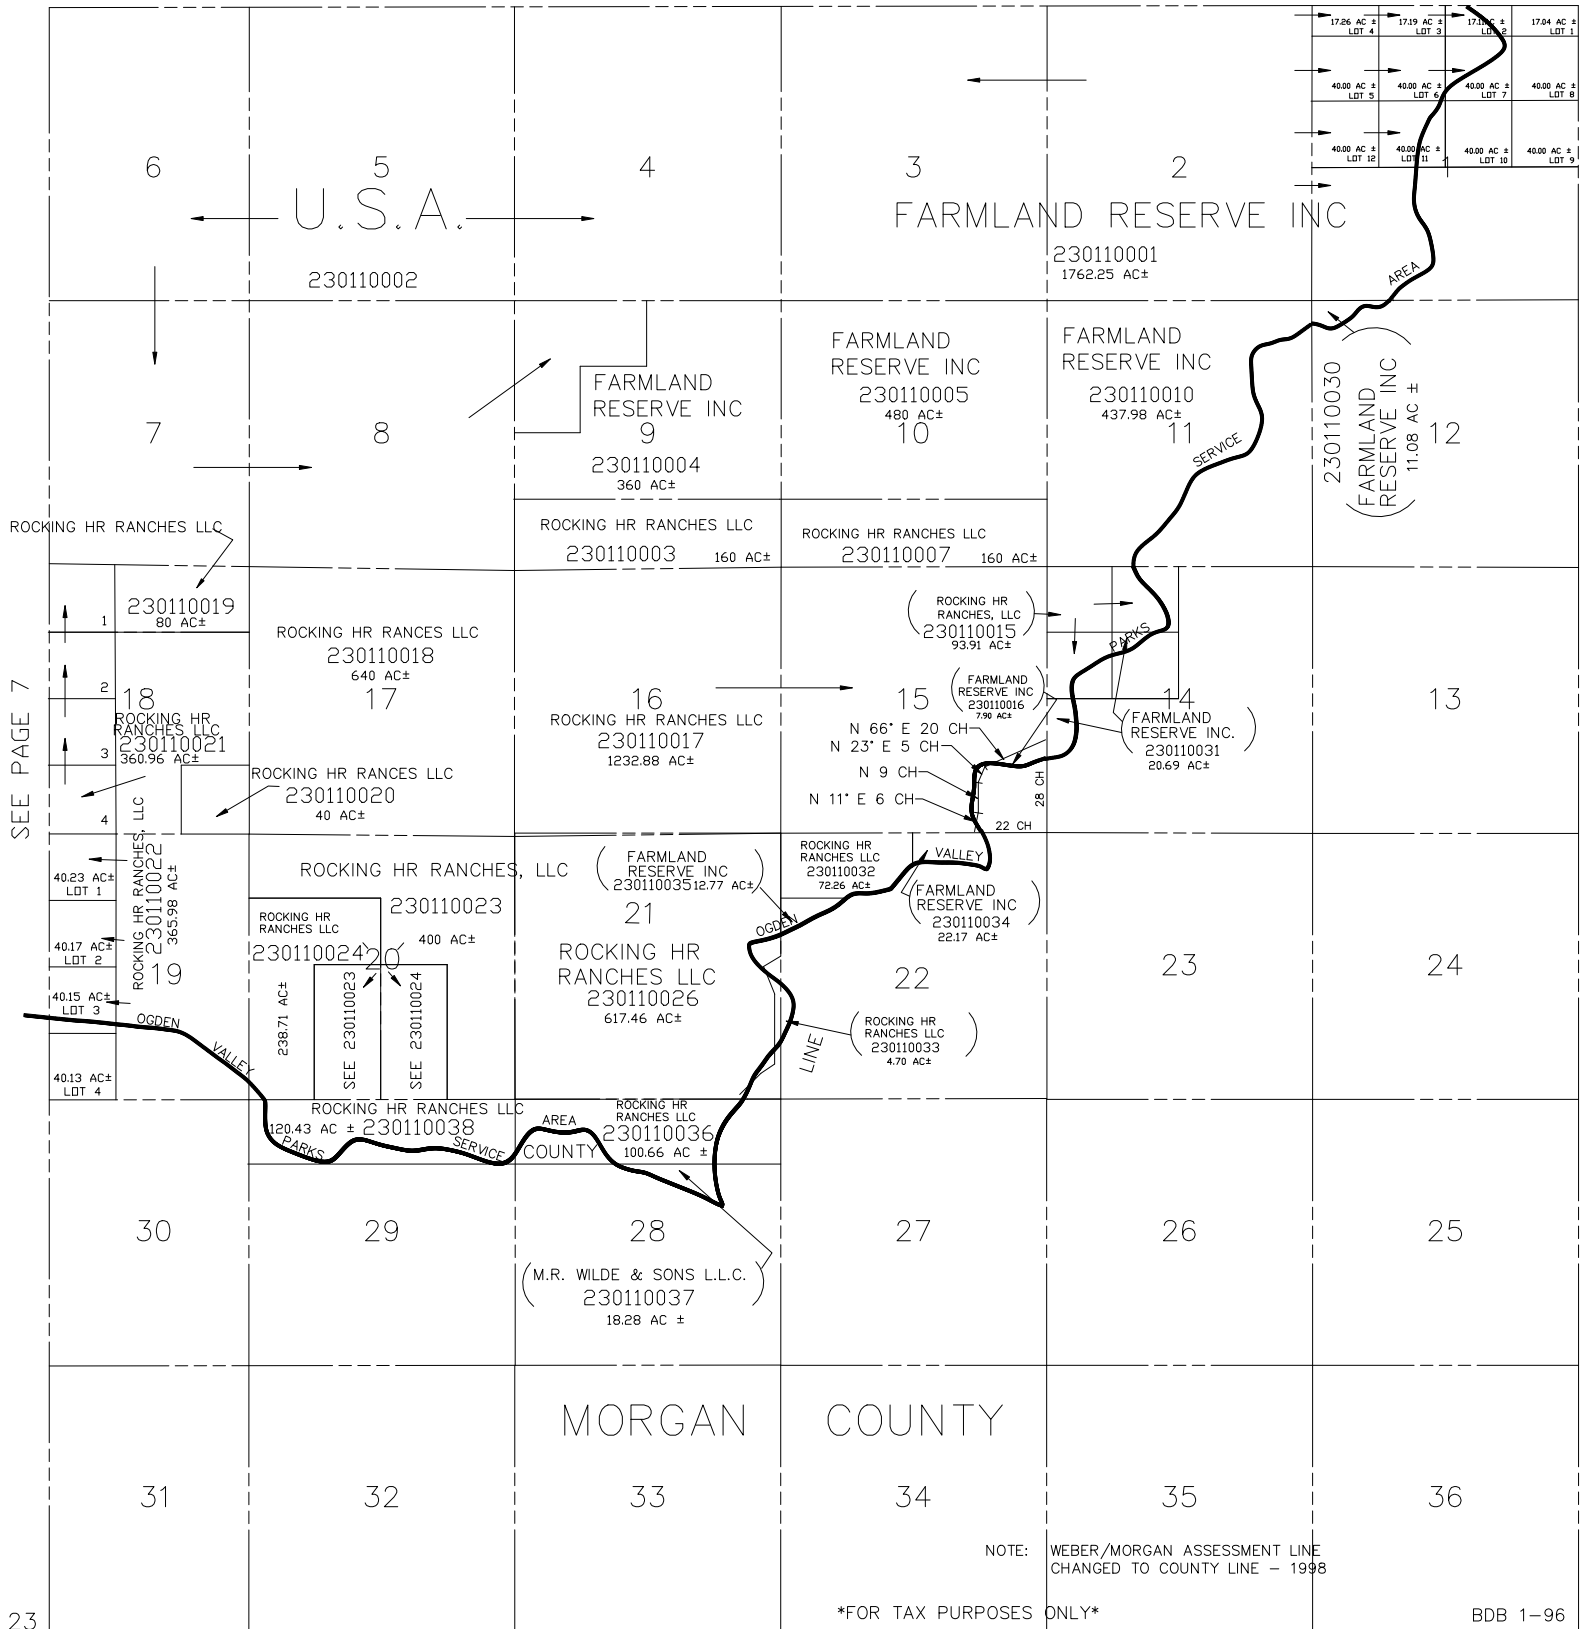 17.26 AC ±
LOT 4
17.19 AC ±
LOT 3
17.11 AC ±
LOT 2
17.04 AC ±
LOT 1
40.00 AC ±
LOT 5
40.00 AC ±
LOT 6
40.00 AC ±
LOT 7
40.00 AC ±
LOT 8
40.00 AC ±
LOT 12
40.00 AC ±
LOT 11
40.00 AC ±
LOT 10
40.00 AC ±
LOT 9
6
5
4
3
2
1
U.S.A.
230110002
FARMLAND RESERVE INC
230110001
1762.25 AC±
AREA
FARMLAND
RESERVE INC
230110004
360 AC±
FARMLAND
RESERVE INC
230110005
480 AC±
FARMLAND
RESERVE INC
230110010
437.98 AC±
230110030
FARMLAND
RESERVE INC
11.08 AC ±
7
8
9
10
11
12
SERVICE
ROCKING HR RANCHES LLC
ROCKING HR RANCHES LLC
230110003 160 AC±
ROCKING HR RANCHES LLC
230110007 160 AC±
230110019
80 AC±
1
2
3
4
ROCKING HR RANCES LLC
230110018
640 AC±
ROCKING HR
RANCHES, LLC
230110015
93.91 AC±
PARKS
SEE PAGE 7
18
17
16
15
14
13
ROCKING HR
RANCHES LLC
230110021
360.96 AC±
ROCKING HR RANCES LLC
230110020
40 AC±
ROCKING HR RANCHES LLC
230110017
1232.88 AC±
FARMLAND
RESERVE INC
230110016
7.90 AC±
FARMLAND
RESERVE INC.
230110031
20.69 AC±
N 66° E 20 CH
N 23° E 5 CH
N 9 CH
N 11° E 6 CH
28 CH
22 CH
40.23 AC±
LOT 1
40.17 AC±
LOT 2
40.15 AC±
LOT 3
40.13 AC±
LOT 4
ROCKING HR RANCHES, LLC
230110022
365.98 AC±
ROCKING HR RANCHES, LLC
230110023
400 AC±
ROCKING HR
RANCHES LLC
230110024
238.71 AC±
SEE 230110023
SEE 230110024
FARMLAND
RESERVE INC
230110035 12.77 AC±
ROCKING HR
RANCHES LLC
230110032
72.26 AC±
VALLEY
FARMLAND
RESERVE INC
230110034
22.17 AC±
OGDEN
19
20
21
22
23
24
ROCKING HR
RANCHES LLC
230110026
617.46 AC±
ROCKING HR
RANCHES LLC
230110033
4.70 AC±
LINE
OGDEN
VALLEY
ROCKING HR RANCHES LLC
120.43 AC ± 230110038
PARKS
SERVICE
AREA
COUNTY
ROCKING HR
RANCHES LLC
230110036
100.66 AC ±
30
29
28
27
26
25
M.R. WILDE & SONS L.L.C.
230110037
18.28 AC ±
MORGAN COUNTY
31
32
33
34
35
36
NOTE: WEBER/MORGAN ASSESSMENT LINE
CHANGED TO COUNTY LINE – 1998
*FOR TAX PURPOSES ONLY*
23
BDB 1–96